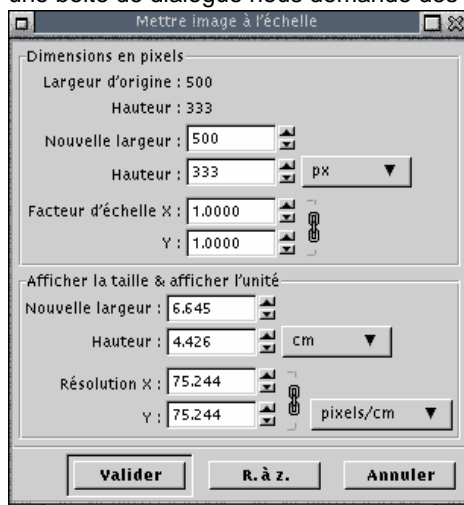 une boîte de dialogue nous demande des
Mettre image à l'échelle
Dimensions en pixels
Largeur d'origine : 500
Hauteur : 333
Nouvelle largeur : 500
Hauteur : 333 px
Facteur d'échelle X : 1.0000
Y : 1.0000
Afficher la taille & afficher l'unité
Nouvelle largeur : 6.645
Hauteur : 4.426 cm
Résolution X : 75.244
Y : 75.244 pixels/cm
Valider R. à z. Annuler